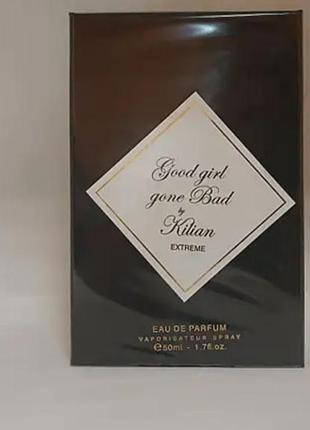 Good girl
gone Bad
by
Kilian
EXTREME
EAU DE PARFUM
VAPORISATEUR SPRAY
℮50ml - 1.7fl.oz.